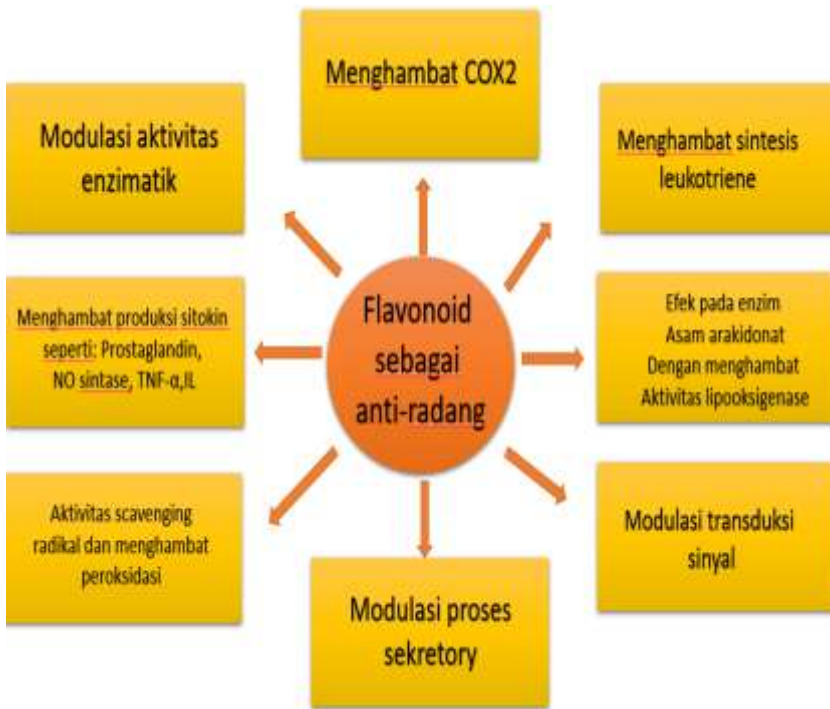 Menghambat COX2
Modulasi aktivitas
enzimatik
Menghambat sintesis
leukotriene
Menghambat produksi sitokin
seperti: Prostaglandin,
NO sintase, TNF-α,IL
Flavonoid
sebagai
anti-radang
Efek pada enzim
Asam arakidonat
Dengan menghambat
Aktivitas lipooksigenase
Aktivitas scavenging
radikal dan menghambat
peroksidasi
Modulasi transduksi
sinyal
Modulasi proses
sekretory